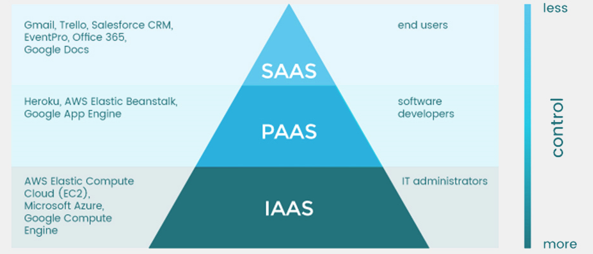 Gmail, Trello, Salesforce CRM,
EventPro, Office 365,
Google Docs
SAAS
end users
Heroku, AWS Elastic Beanstalk,
Google App Engine
PAAS
software
developers
AWS Elastic Compute
Cloud (EC2),
Microsoft Azure,
Google Compute
Engine
IAAS
IT administrators
less
control
more